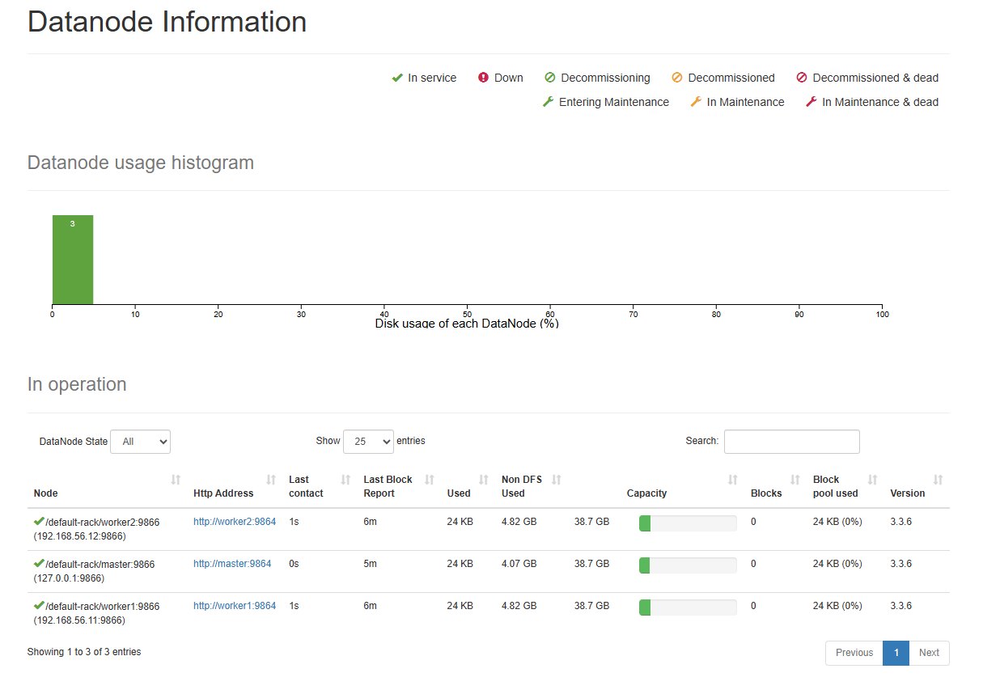 Datanode Information
In service Down Decommissioning Decommissioned Decommissioned & dead
Entering Maintenance In Maintenance In Maintenance & dead
Datanode usage histogram
3
0 10 20 30 40 50 60 70 80 90 100
Disk usage of each DataNode (%)
In operation
DataNode State All Show 25 entries Search:
Node Http Address Last contact Last Block Report Used Non DFS Used Capacity Blocks Block pool used Version
/default-rack/worker2:9866 http://worker2:9864 1s 6m 24 KB 4.82 GB 38.7 GB 0 24 KB (0%) 3.3.6
(192.168.56.12:9866)
/default-rack/master:9866 http://master:9864 0s 5m 24 KB 4.07 GB 38.7 GB 0 24 KB (0%) 3.3.6
(127.0.0.1:9866)
/default-rack/worker1:9866 http://worker1:9864 1s 6m 24 KB 4.82 GB 38.7 GB 0 24 KB (0%) 3.3.6
(192.168.56.11:9866)
Showing 1 to 3 of 3 entries Previous 1 Next